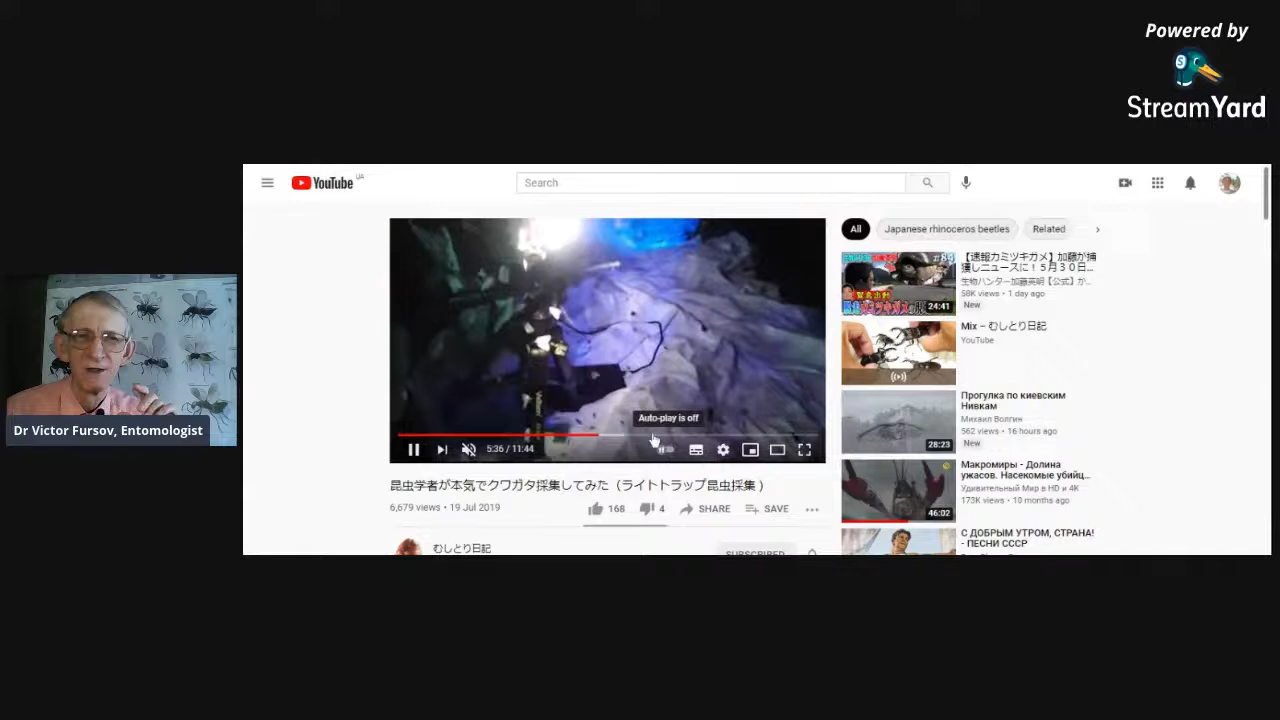 Powered by
StreamYard
YouTube UA
Search
All
Japanese rhinoceros beetles
Related
【速報カミツキガメ】加藤が捕
獲しニュースに！５月３０日...
生物ハンター加藤英明【公式】か...
58K views • 1 day ago
New
24:41
Mix – むしとり日記
YouTube
Прогулка по киевским
Нивкам
Михаил Волгин
562 views • 16 hours ago
New
28:23
Макромиры - Долина
ужасов. Насекомые убийц...
Удивительный Мир в HD и 4K
173K views • 10 months ago
46:02
С ДОБРЫМ УТРОМ, СТРАНА!
- ПЕСНИ СССР
Auto-play is off
5:36 / 11:44
昆虫学者が本気でクワガタ採集してみた（ライトトラップ昆虫採集 )
6,679 views • 19 Jul 2019
168
4
SHARE
SAVE
むしとり日記
SUBSCRIBED
Dr Victor Fursov, Entomologist